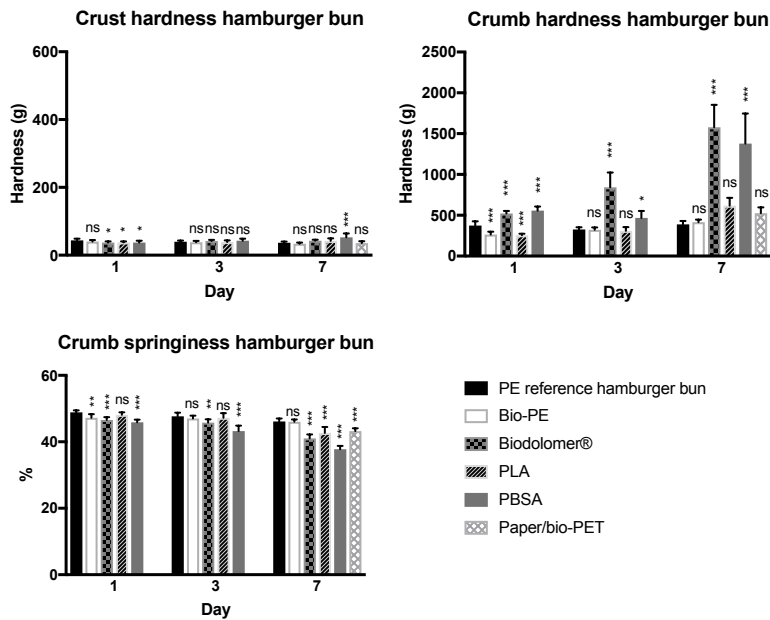 Crust hardness hamburger bun
Hardness (g)
600
400
200
0
ns * * *
ns ns ns ns
ns ns ns *** ns
1 3 7
Day
Crumb hardness hamburger bun
Hardness (g)
2500
2000
1500
1000
500
0
*** *** *** ***
ns *** ns *
ns *** ns *** ns
1 3 7
Day
Crumb springiness hamburger bun
%
60
40
20
0
** *** ns ***
ns ** ns ***
ns *** *** *** ***
1 3 7
Day
PE reference hamburger bun
Bio-PE
Biodolomer®
PLA
PBSA
Paper/bio-PET